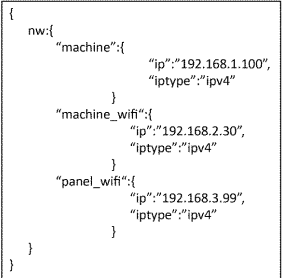 {
nw:{
“machine”:{
“ip”:”192.168.1.100”,
“iptype”:”ipv4”
}
“machine_wifi“:{
“ip”:”192.168.2.30”,
“iptype”:”ipv4”
}
“panel_wifi“:{
“ip”:”192.168.3.99”,
“iptype”:”ipv4”
}
}
}